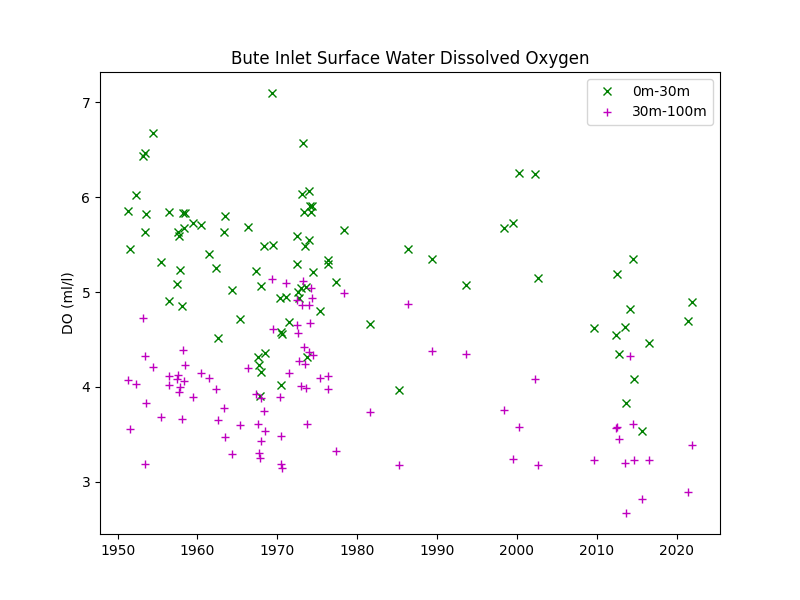 Bute Inlet Surface Water Dissolved Oxygen
0m-30m
30m-100m
DO (ml/l)
7
6
5
4
3
1950 1960 1970 1980 1990 2000 2010 2020